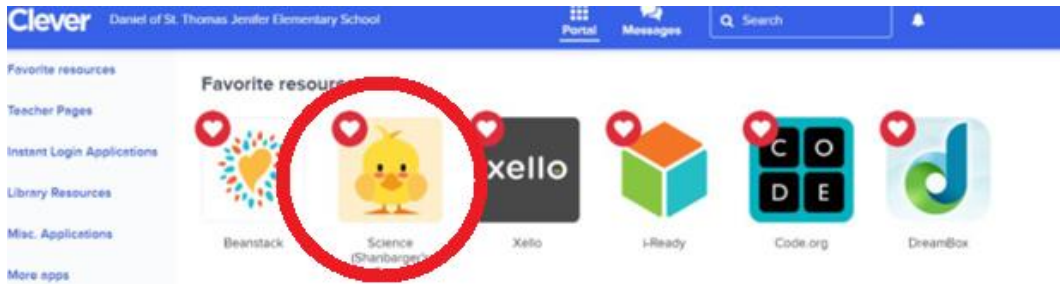 Clever
Daniel of St. Thomas Jenifer Elementary School
Portal
Messages
Search
Favorite resources
Teacher Pages
Instant Login Applications
Library Resources
Misc. Applications
More apps
Favorite resour
Beanstack
Science
(Shanbarger's
xello
Xello
i-Ready
C O
D E
Code.org
DreamBox